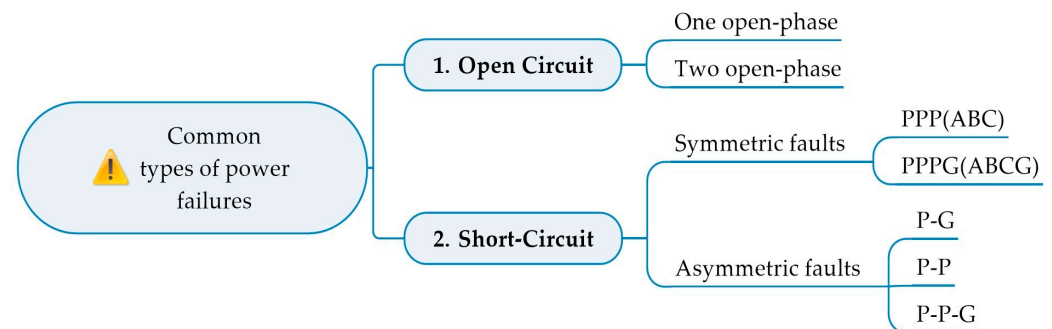 Common
types of power
failures
1. Open Circuit
One open-phase
Two open-phase
2. Short-Circuit
Symmetric faults
PPP(ABC)
PPPG(ABCG)
Asymmetric faults
P-G
P-P
P-P-G